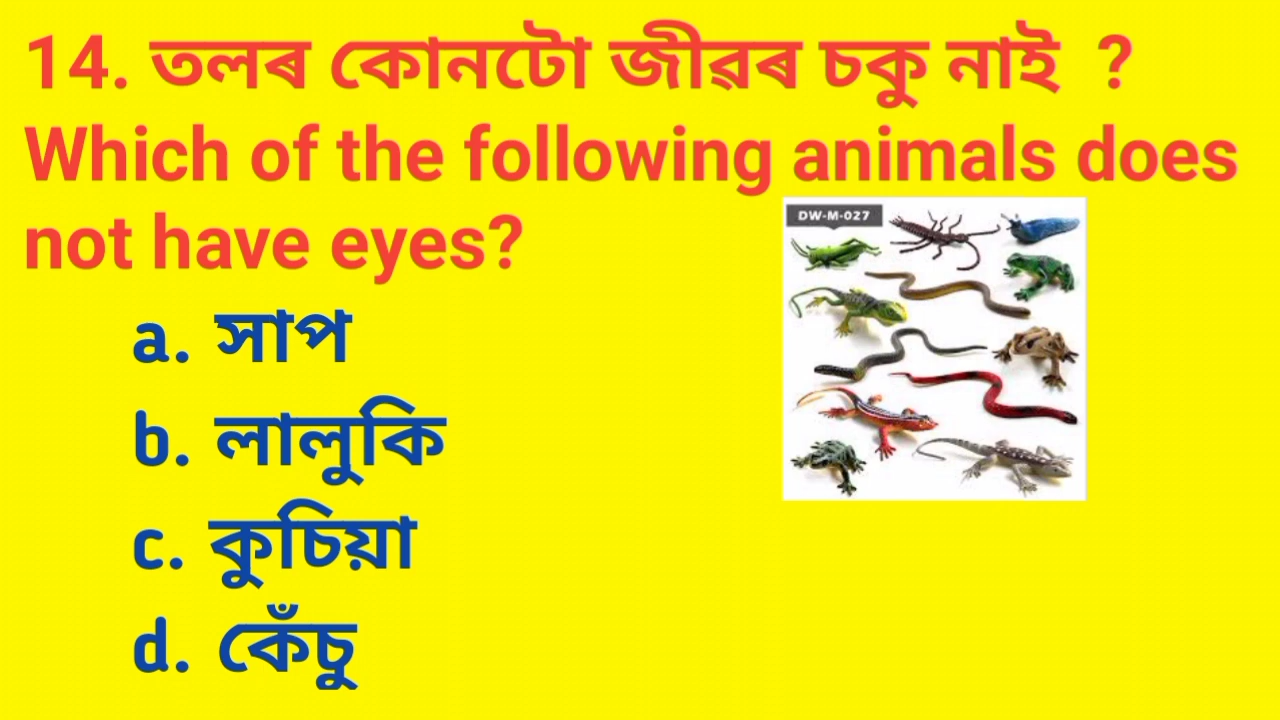 14. তলৰ কোনটো জীৱৰ চকু নাই ?
Which of the following animals does
not have eyes?
DW-M-027
a. সাপ
b. লালুকি
c. কুচিয়া
d. কেঁচু